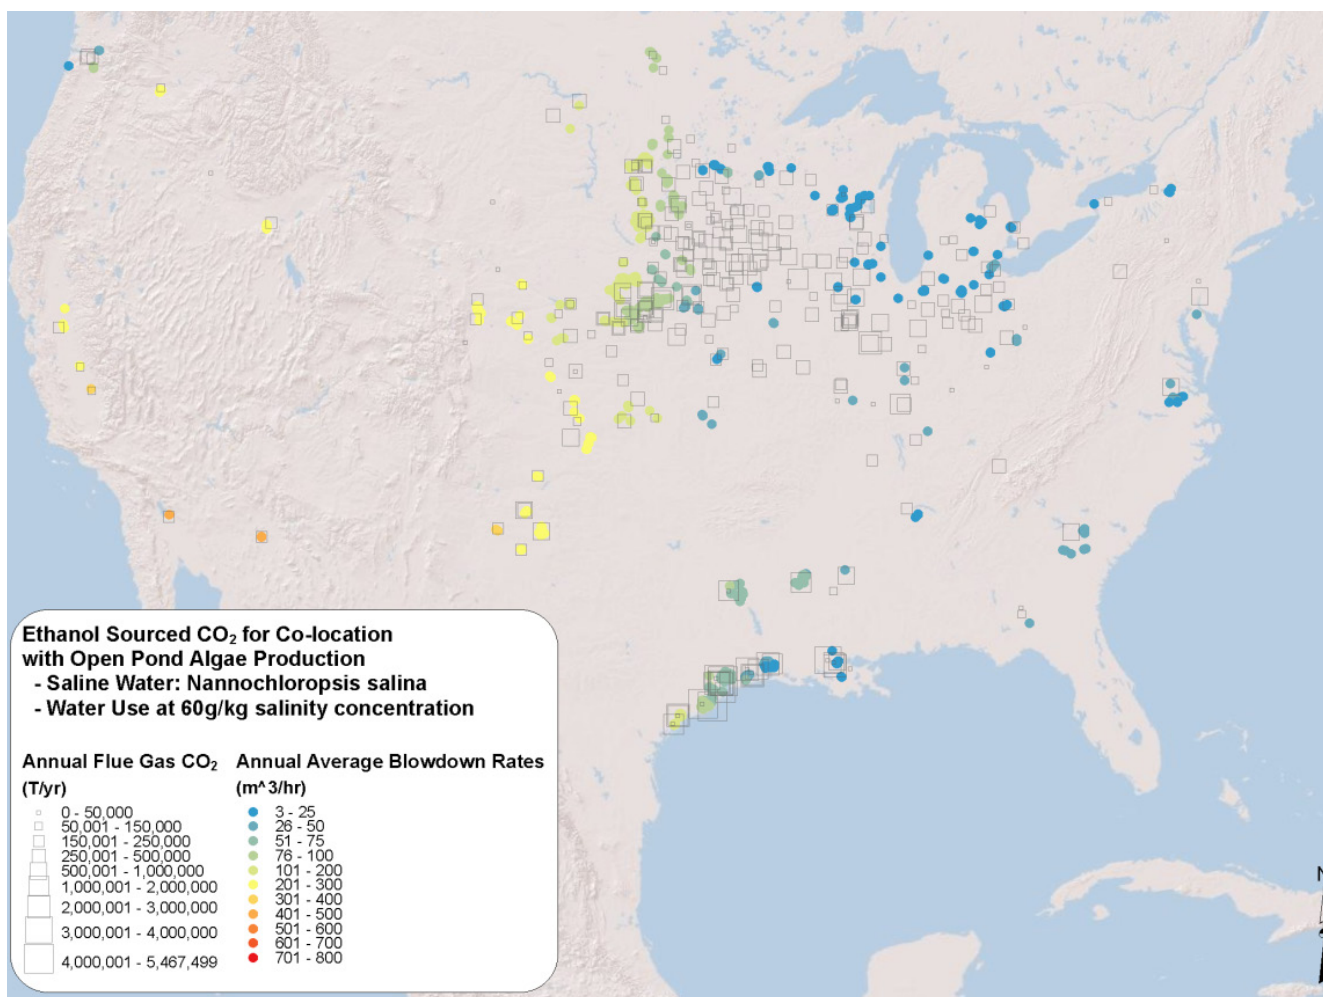 Ethanol Sourced CO₂ for Co-location
with Open Pond Algae Production
- Saline Water: Nannochloropsis salina
- Water Use at 60g/kg salinity concentration
Annual Flue Gas CO₂
(T/yr)
0 - 50,000
50,001 - 150,000
150,001 - 250,000
250,001 - 500,000
500,001 - 1,000,000
1,000,001 - 2,000,000
2,000,001 - 3,000,000
3,000,001 - 4,000,000
4,000,001 - 5,467,499
Annual Average Blowdown Rates
(m^3/hr)
3 - 25
26 - 50
51 - 75
76 - 100
101 - 200
201 - 300
301 - 400
401 - 500
501 - 600
601 - 700
701 - 800
N